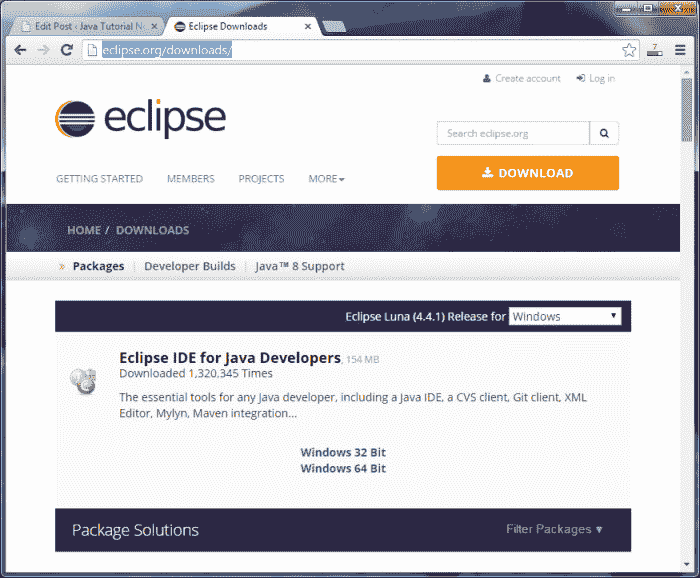 Edit Post ‹ Java Tutorial N
Eclipse Downloads
eclipse.org/downloads/
7
Create account
Log in
eclipse
Search eclipse.org
DOWNLOAD
GETTING STARTED MEMBERS PROJECTS MORE
HOME / DOWNLOADS
Packages Developer Builds Java™ 8 Support
Eclipse Luna (4.4.1) Release for Windows
Eclipse IDE for Java Developers, 154 MB
Downloaded 1,320,345 Times
The essential tools for any Java developer, including a Java IDE, a CVS client, Git client, XML
Editor, Mylyn, Maven integration...
Windows 32 Bit
Windows 64 Bit
Package Solutions Filter Packages ▼